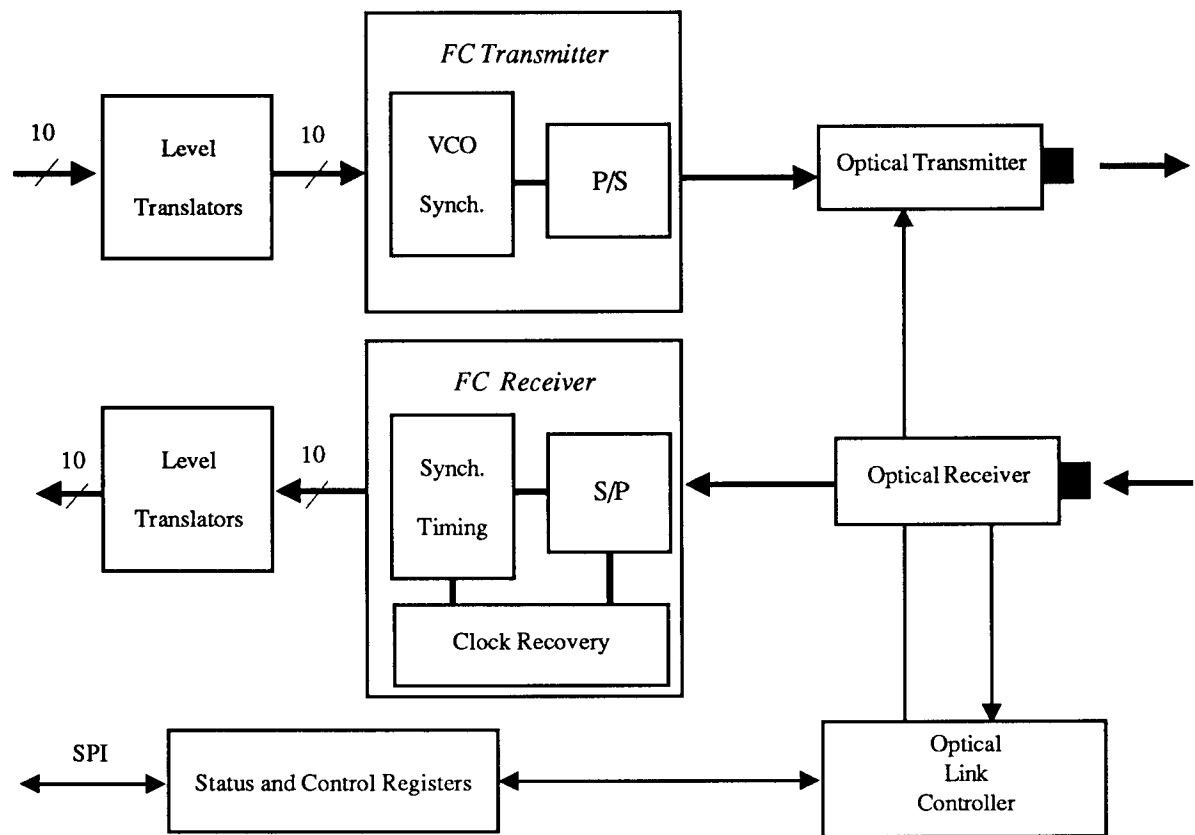 FC Transmitter
10
Level
Translators
10
VCO
Synch.
P/S
Optical Transmitter
FC Receiver
10
Level
Translators
10
Synch.
Timing
S/P
Clock Recovery
Optical Receiver
SPI
Status and Control Registers
Optical
Link
Controller